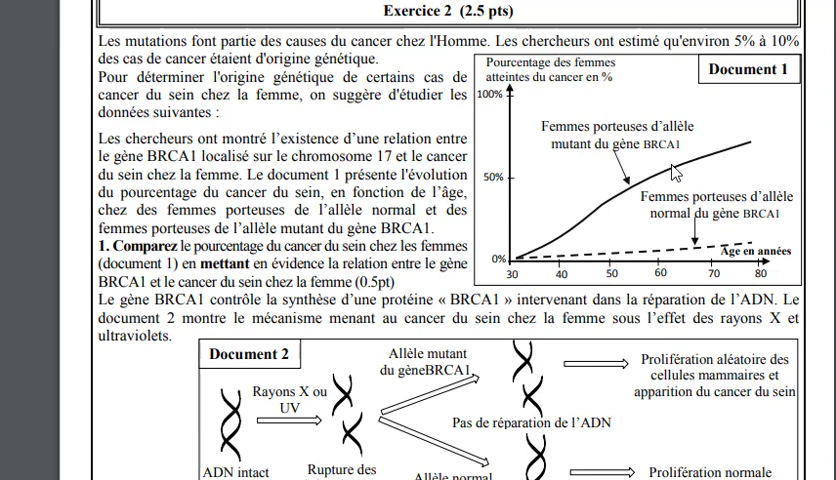 Exercice 2 (2.5 pts)
Les mutations font partie des causes du cancer chez l'Homme. Les chercheurs ont estimé qu'environ 5% à 10%
des cas de cancer étaient d'origine génétique.
Pour déterminer l'origine génétique de certains cas de
cancer du sein chez la femme, on suggère d'étudier les
données suivantes :
Les chercheurs ont montré l'existence d'une relation entre
le gène BRCA1 localisé sur le chromosome 17 et le cancer
du sein chez la femme. Le document 1 présente l'évolution
du pourcentage du cancer du sein, en fonction de l'âge,
chez des femmes porteuses de l'allèle normal et des
femmes porteuses de l'allèle mutant du gène BRCA1.
1. Comparez le pourcentage du cancer du sein chez les femmes
(document 1) en mettant en évidence la relation entre le gène
BRCA1 et le cancer du sein chez la femme (0.5pt)
Pourcentage des femmes
atteintes du cancer en %
Document 1
100%
Femmes porteuses d'allèle
mutant du gène BRCA1
50%
Femmes porteuses d'allèle
normal du gène BRCA1
Age en années
0%
30 40 50 60 70 80
Le gène BRCA1 contrôle la synthèse d'une protéine « BRCA1 » intervenant dans la réparation de l'ADN. Le
document 2 montre le mécanisme menant au cancer du sein chez la femme sous l'effet des rayons X et
ultraviolets.
Document 2
Allèle mutant
du gèneBRCA1
Prolifération aléatoire des
cellules mammaires et
apparition du cancer du sein
Rayons X ou
UV
Pas de réparation de l'ADN
ADN intact
Rupture des
Allèle normal
Prolifération normale